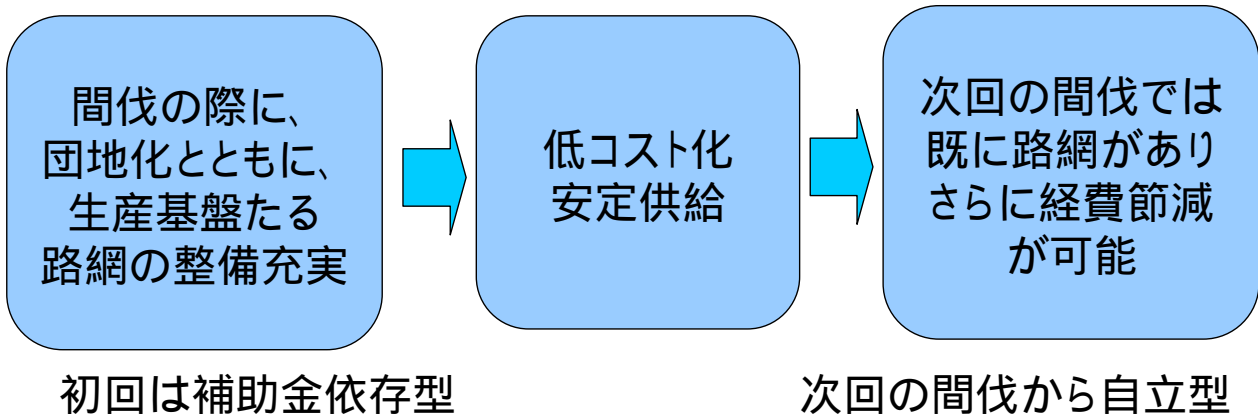 間伐の際に、
団地化とともに、
生産基盤たる
路網の整備充実
低コスト化
安定供給
次回の間伐では
既に路網があり
さらに経費節減
が可能
初回は補助金依存型
次回の間伐から自立型